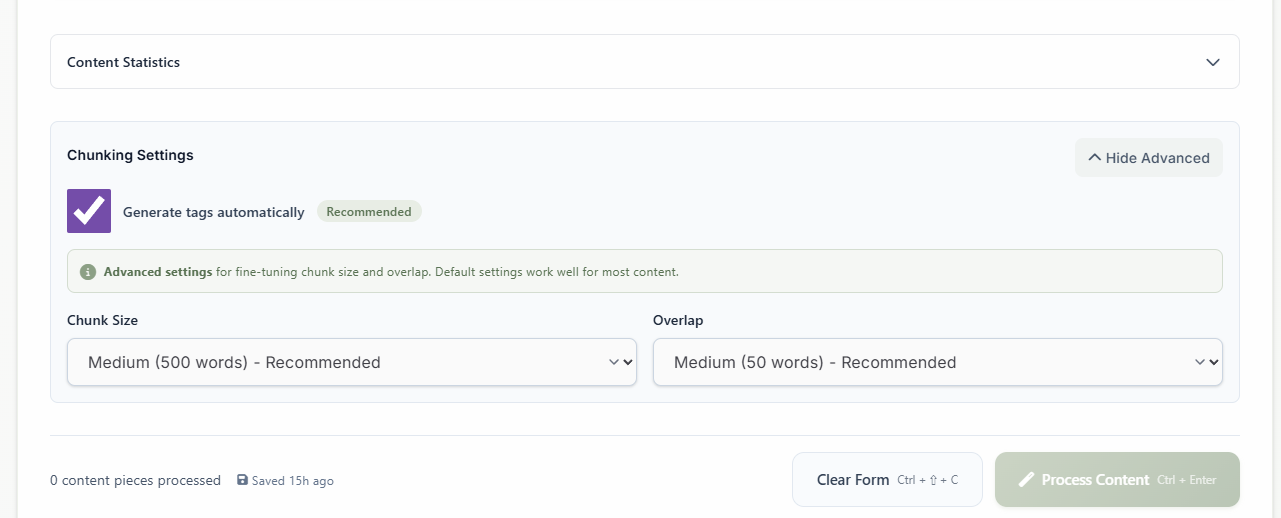 Content Statistics
Chunking Settings
Hide Advanced
Generate tags automatically Recommended
Advanced settings for fine-tuning chunk size and overlap. Default settings work well for most content.
Chunk Size
Overlap
Medium (500 words) - Recommended
Medium (50 words) - Recommended
0 content pieces processed Saved 15h ago
Clear Form Ctrl + ⇧ + C
Process Content Ctrl + Enter